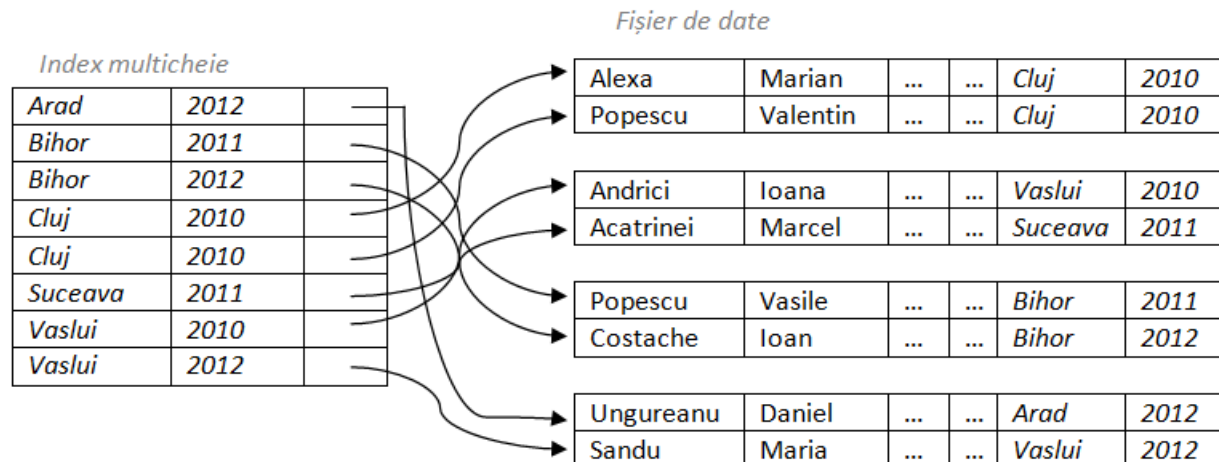 Fișier de date
Index multicheie
Arad 2012
Bihor 2011
Bihor 2012
Cluj 2010
Cluj 2010
Suceava 2011
Vaslui 2010
Vaslui 2012
Alexa Marian ... ... Cluj 2010
Popescu Valentin ... ... Cluj 2010
Andrici Ioana ... ... Vaslui 2010
Acatrinei Marcel ... ... Suceava 2011
Popescu Vasile ... ... Bihor 2011
Costache Ioan ... ... Bihor 2012
Ungureanu Daniel ... ... Arad 2012
Sandu Maria ... ... Vaslui 2012